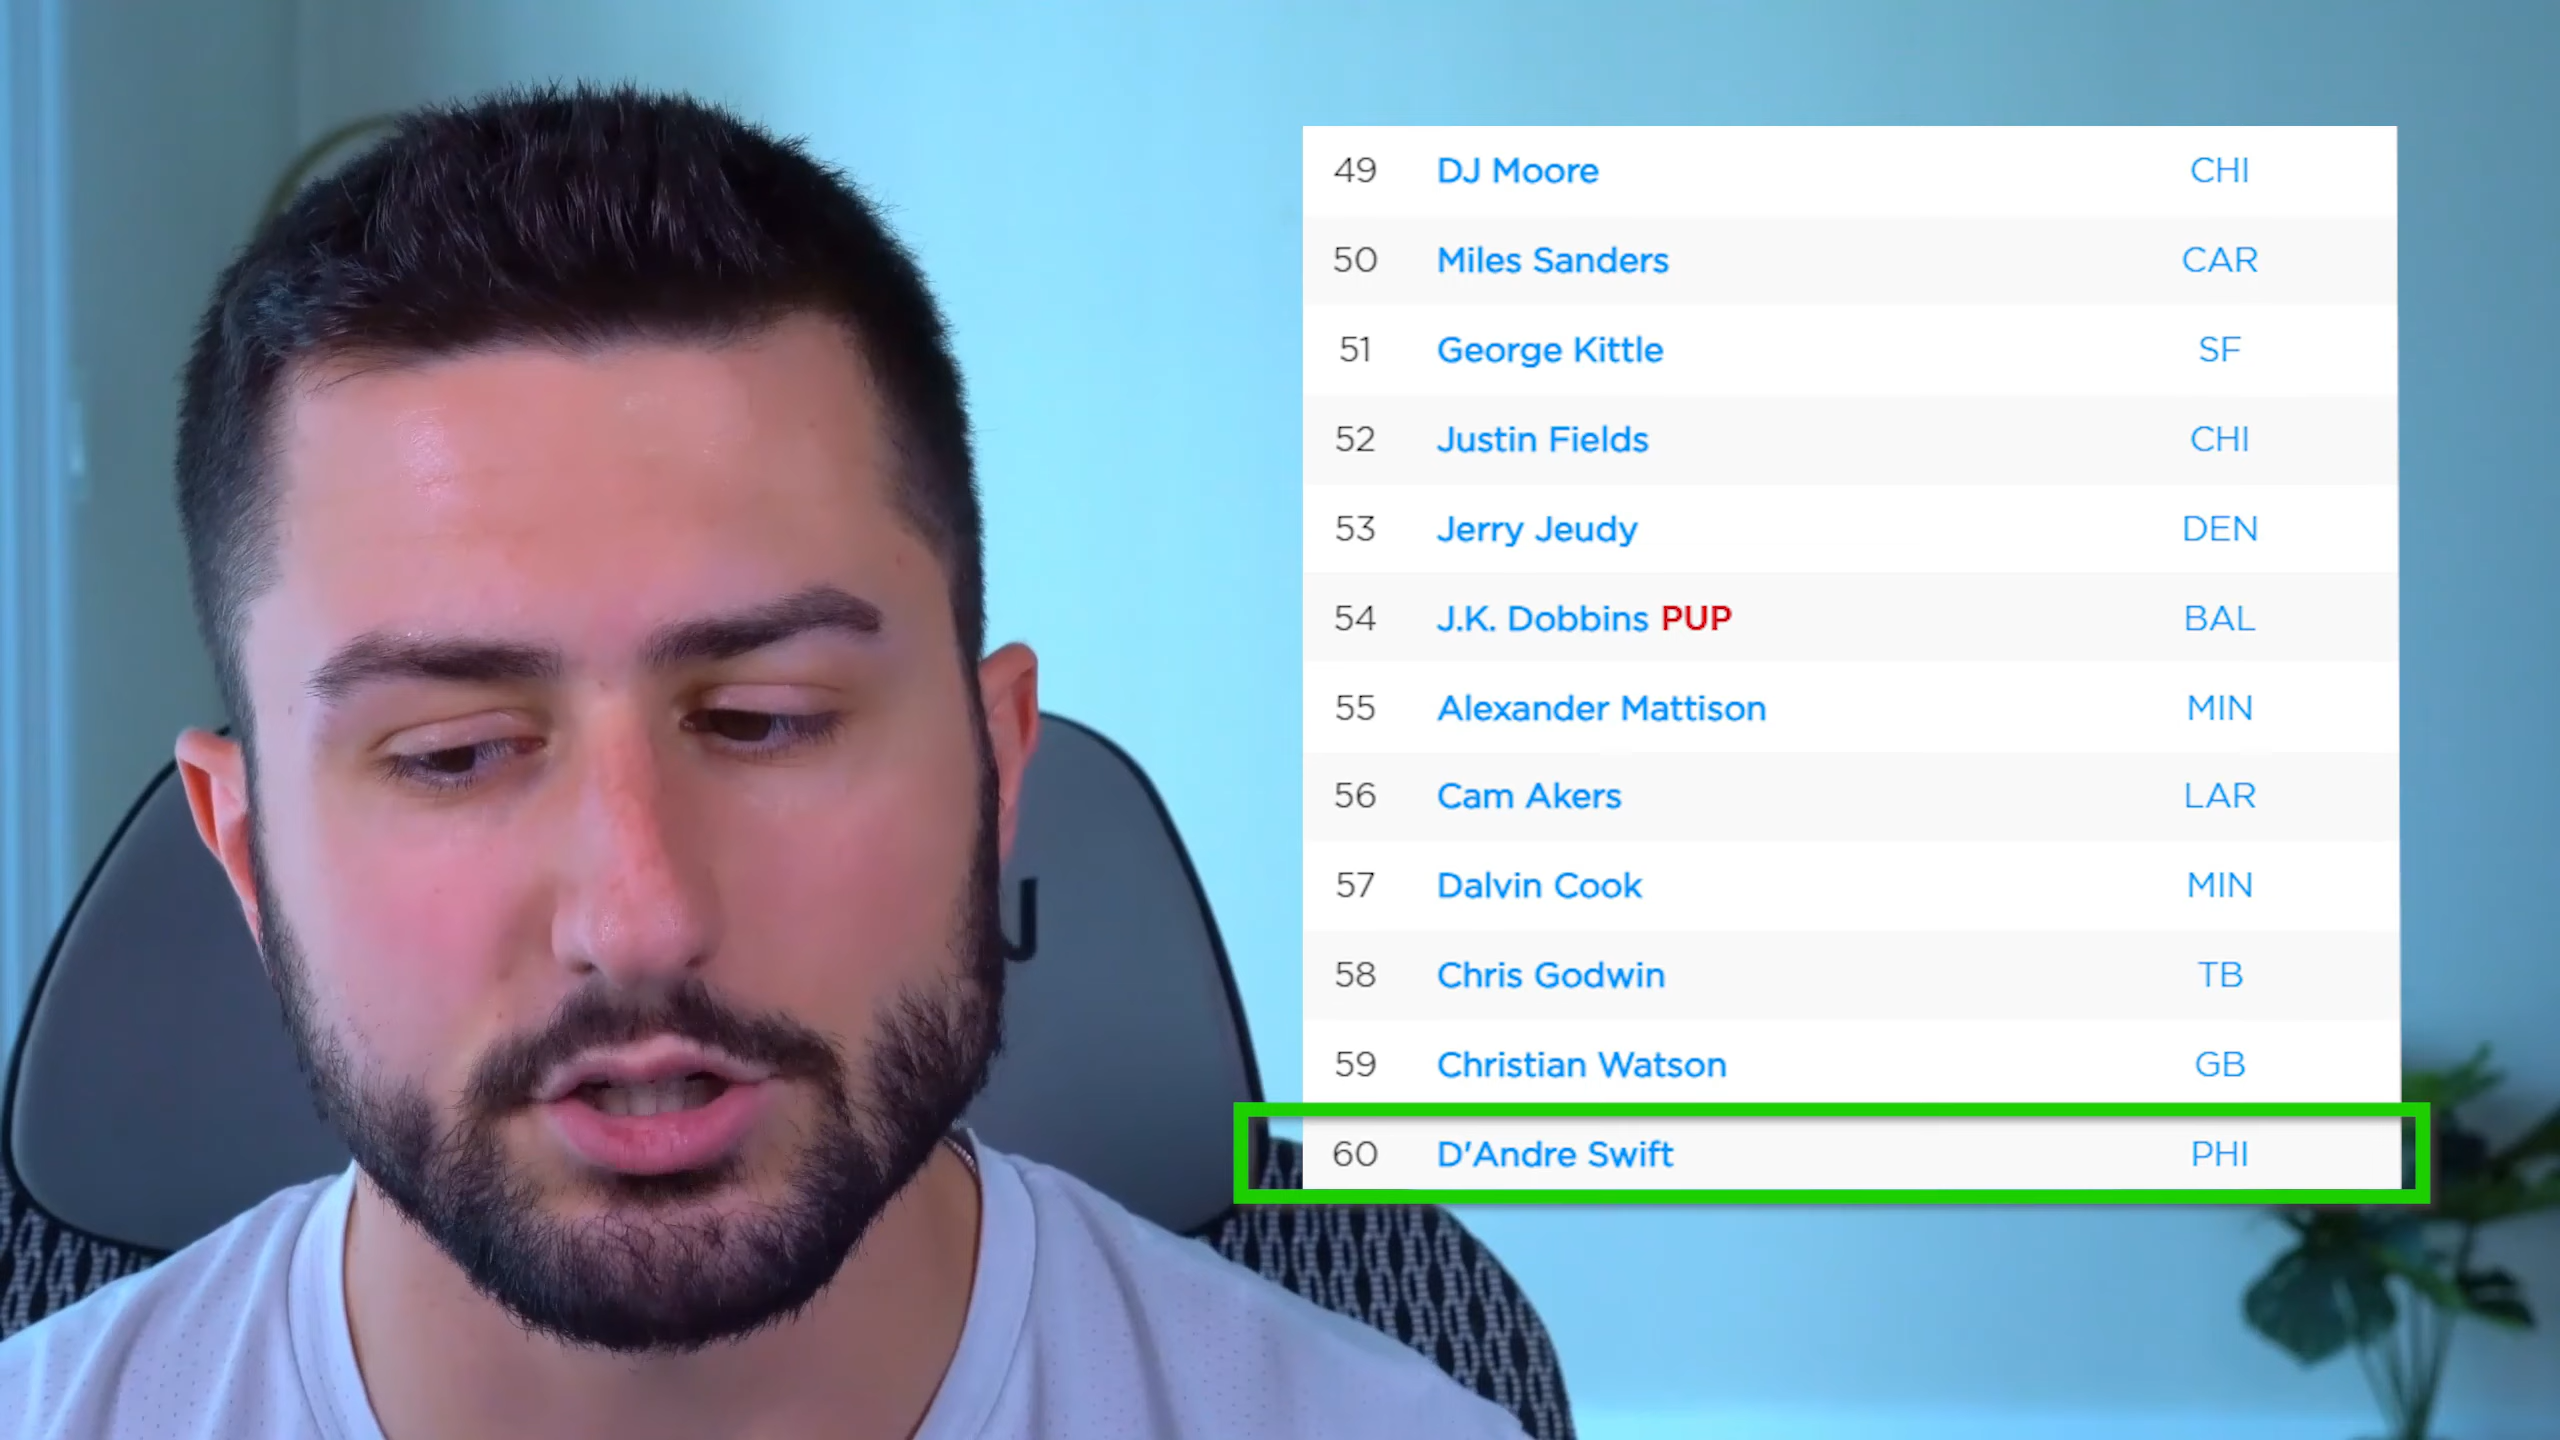 49 DJ Moore CHI
50 Miles Sanders CAR
51 George Kittle SF
52 Justin Fields CHI
53 Jerry Jeudy DEN
54 J.K. Dobbins PUP BAL
55 Alexander Mattison MIN
56 Cam Akers LAR
57 Dalvin Cook MIN
58 Chris Godwin TB
59 Christian Watson GB
60 D'Andre Swift PHI